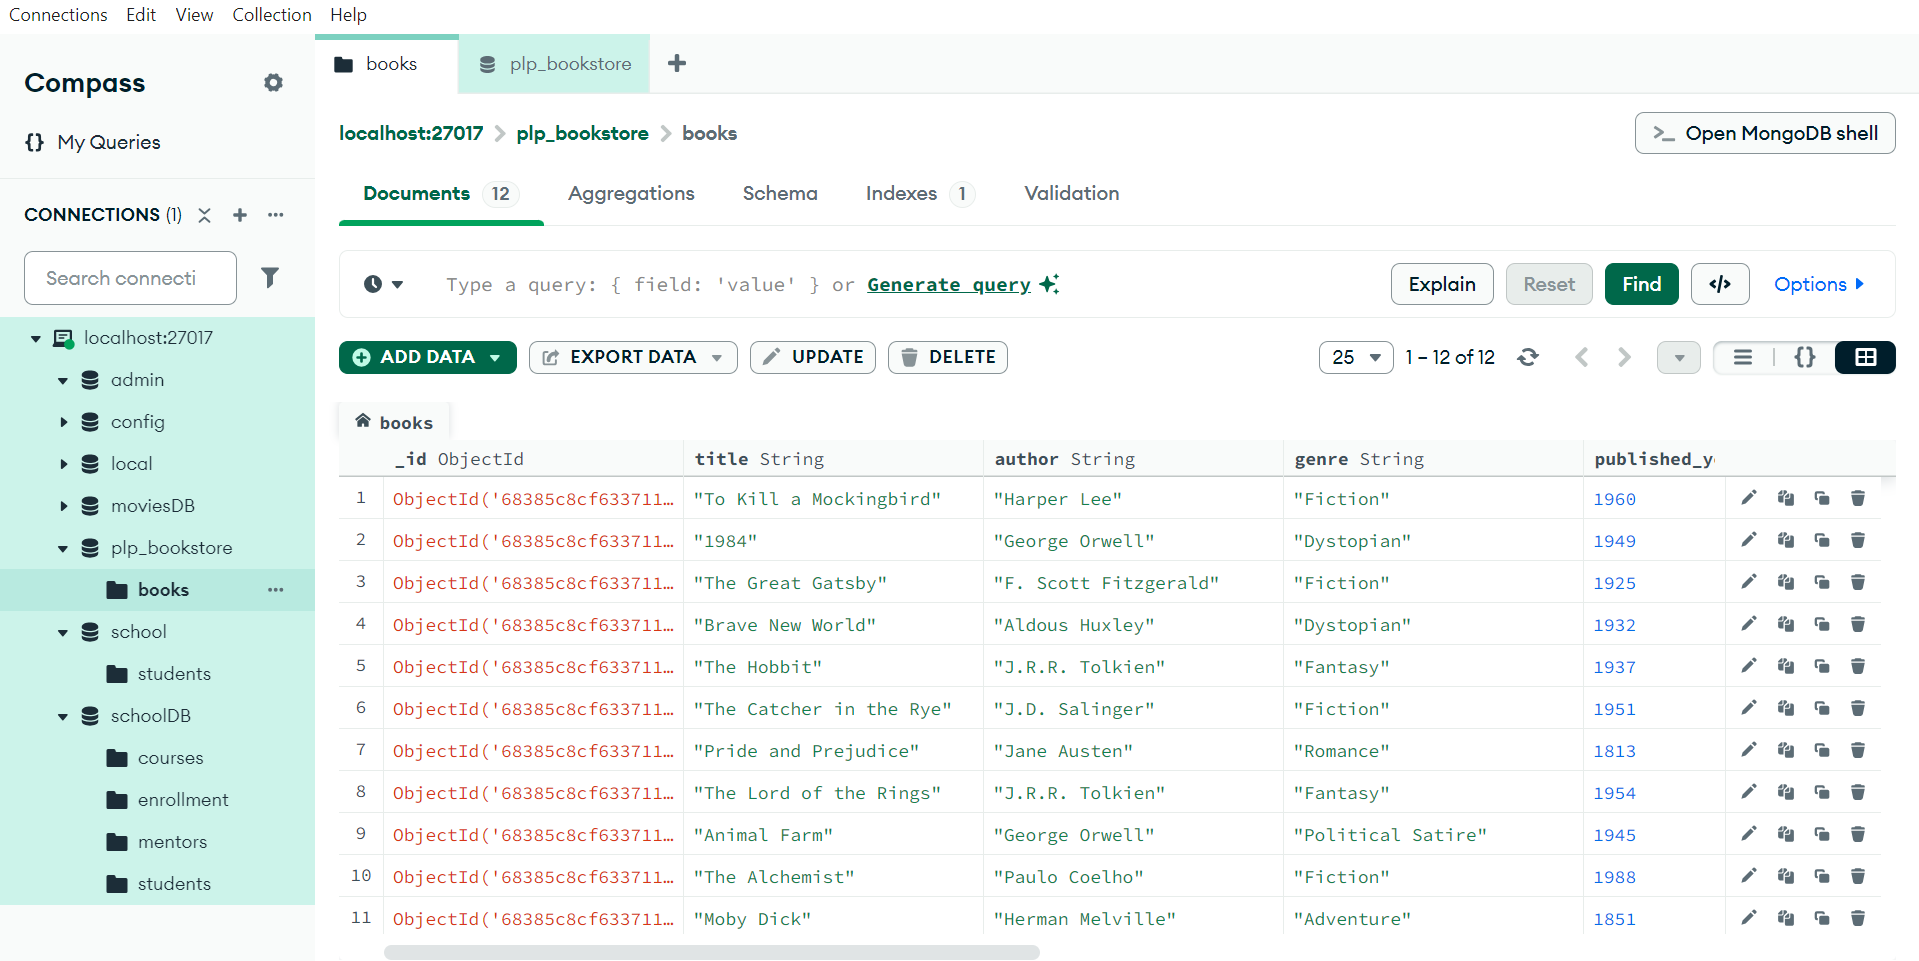 Connections Edit View Collection Help
Compass
{} My Queries
CONNECTIONS (1)
Search connecti
localhost:27017
admin
config
local
moviesDB
plp_bookstore
books
school
students
schoolDB
courses
enrollment
mentors
students
books plp_bookstore
localhost:27017 > plp_bookstore > books
>_ Open MongoDB shell
Documents 12 Aggregations Schema Indexes 1 Validation
Type a query: { field: 'value' } or Generate query
Explain Reset Find </> Options
ADD DATA EXPORT DATA UPDATE DELETE
25 1 – 12 of 12 {}
books
_id ObjectId title String author String genre String published_y
1 ObjectId('68385c8cf633711… "To Kill a Mockingbird" "Harper Lee" "Fiction" 1960
2 ObjectId('68385c8cf633711… "1984" "George Orwell" "Dystopian" 1949
3 ObjectId('68385c8cf633711… "The Great Gatsby" "F. Scott Fitzgerald" "Fiction" 1925
4 ObjectId('68385c8cf633711… "Brave New World" "Aldous Huxley" "Dystopian" 1932
5 ObjectId('68385c8cf633711… "The Hobbit" "J.R.R. Tolkien" "Fantasy" 1937
6 ObjectId('68385c8cf633711… "The Catcher in the Rye" "J.D. Salinger" "Fiction" 1951
7 ObjectId('68385c8cf633711… "Pride and Prejudice" "Jane Austen" "Romance" 1813
8 ObjectId('68385c8cf633711… "The Lord of the Rings" "J.R.R. Tolkien" "Fantasy" 1954
9 ObjectId('68385c8cf633711… "Animal Farm" "George Orwell" "Political Satire" 1945
10 ObjectId('68385c8cf633711… "The Alchemist" "Paulo Coelho" "Fiction" 1988
11 ObjectId('68385c8cf633711… "Moby Dick" "Herman Melville" "Adventure" 1851